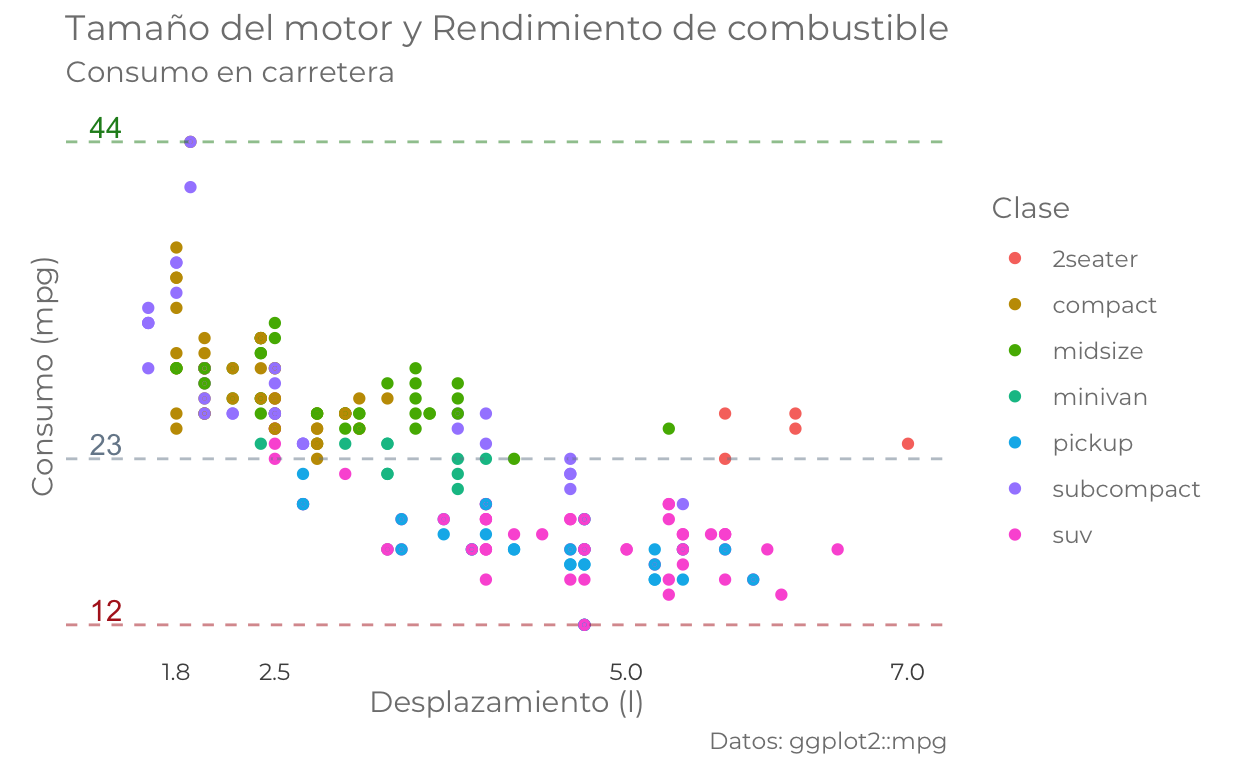 Tamaño del motor y Rendimiento de combustible
Consumo en carretera
44
23
12
Consumo (mpg)
1.8 2.5 5.0 7.0
Desplazamiento (l)
Datos: ggplot2::mpg
Clase
2seater
compact
midsize
minivan
pickup
subcompact
suv